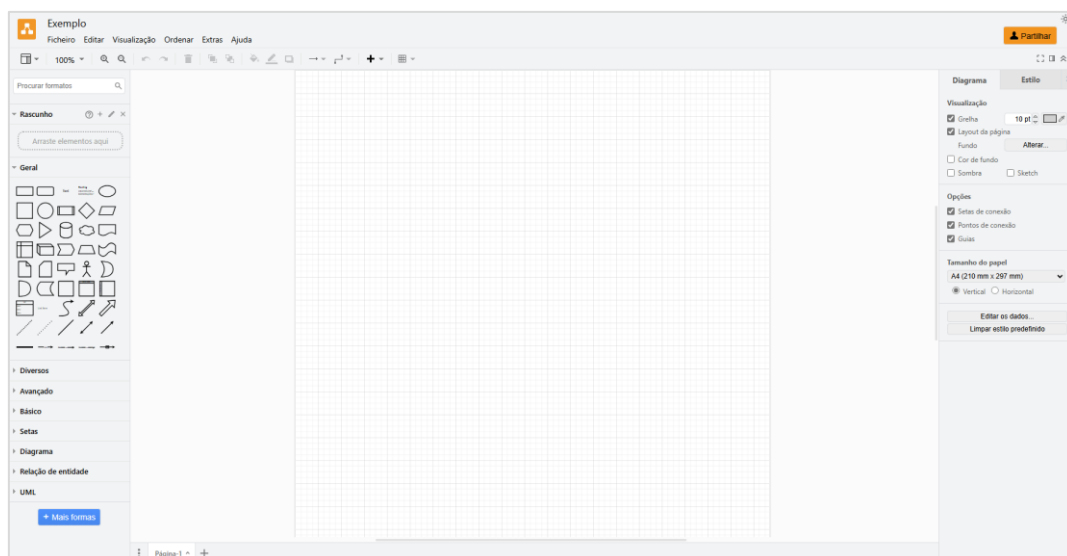 Exemplo
Ficheiro Editar Visualização Ordenar Extras Ajuda
Partilhar
100%
Procurar formatos
Rascunho
Arraste elementos aqui
Geral
Diversos
Avançado
Básico
Setas
Diagrama
Relação de entidade
UML
+ Mais formas
Página-1
Diagrama Estilo
Visualização
Grelha 10 pt
Layout da página
Fundo Alterar...
Cor de fundo
Sombra Sketch
Opções
Setas de conexão
Pontos de conexão
Guias
Tamanho do papel
A4 (210 mm x 297 mm)
Vertical Horizontal
Editar os dados...
Limpar estilo predefinido